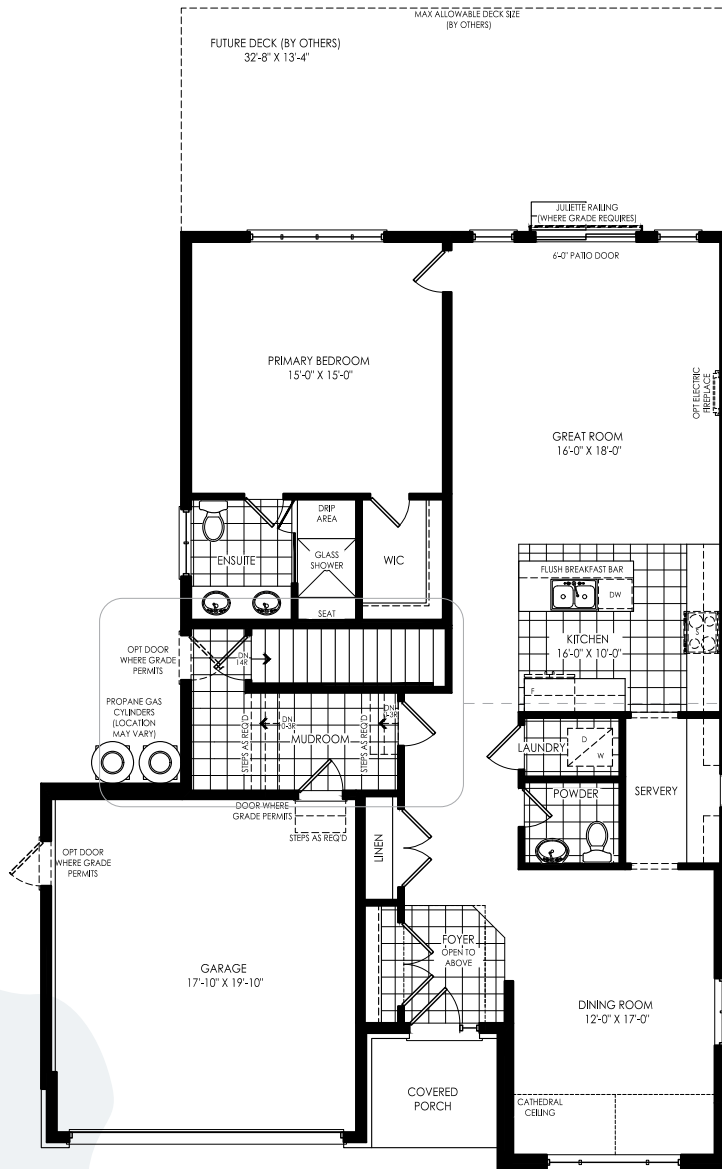 MAX ALLOWABLE DECK SIZE
(BY OTHERS)
FUTURE DECK (BY OTHERS)
32'-8" X 13'-4"
JULIETTE RAILING
(WHERE GRADE REQUIRES)
6'-0" PATIO DOOR
PRIMARY BEDROOM
15'-0" X 15'-0"
OPT ELECTRIC
FIREPLACE
GREAT ROOM
16'-0" X 18'-0"
DRIP
AREA
ENSUITE
GLASS
SHOWER
WIC
SEAT
FLUSH BREAKFAST BAR
DW
KITCHEN
16'-0" X 10'-0"
F
OPT DOOR
WHERE GRADE
PERMITS
DN
14R
PROPANE GAS
CYLINDERS
(LOCATION
MAY VARY)
STEPS AS REQ'D
DN
0-3R
MUDROOM
STEPS AS REQ'D
DN
LAUNDRY
D
W
POWDER
SERVERY
DOOR WHERE
GRADE PERMITS
STEPS AS REQ'D
LINEN
OPT DOOR
WHERE GRADE
PERMITS
FOYER
OPEN TO
ABOVE
GARAGE
17'-10" X 19'-10"
DINING ROOM
12'-0" X 17'-0"
COVERED
PORCH
CATHEDRAL
CEILING